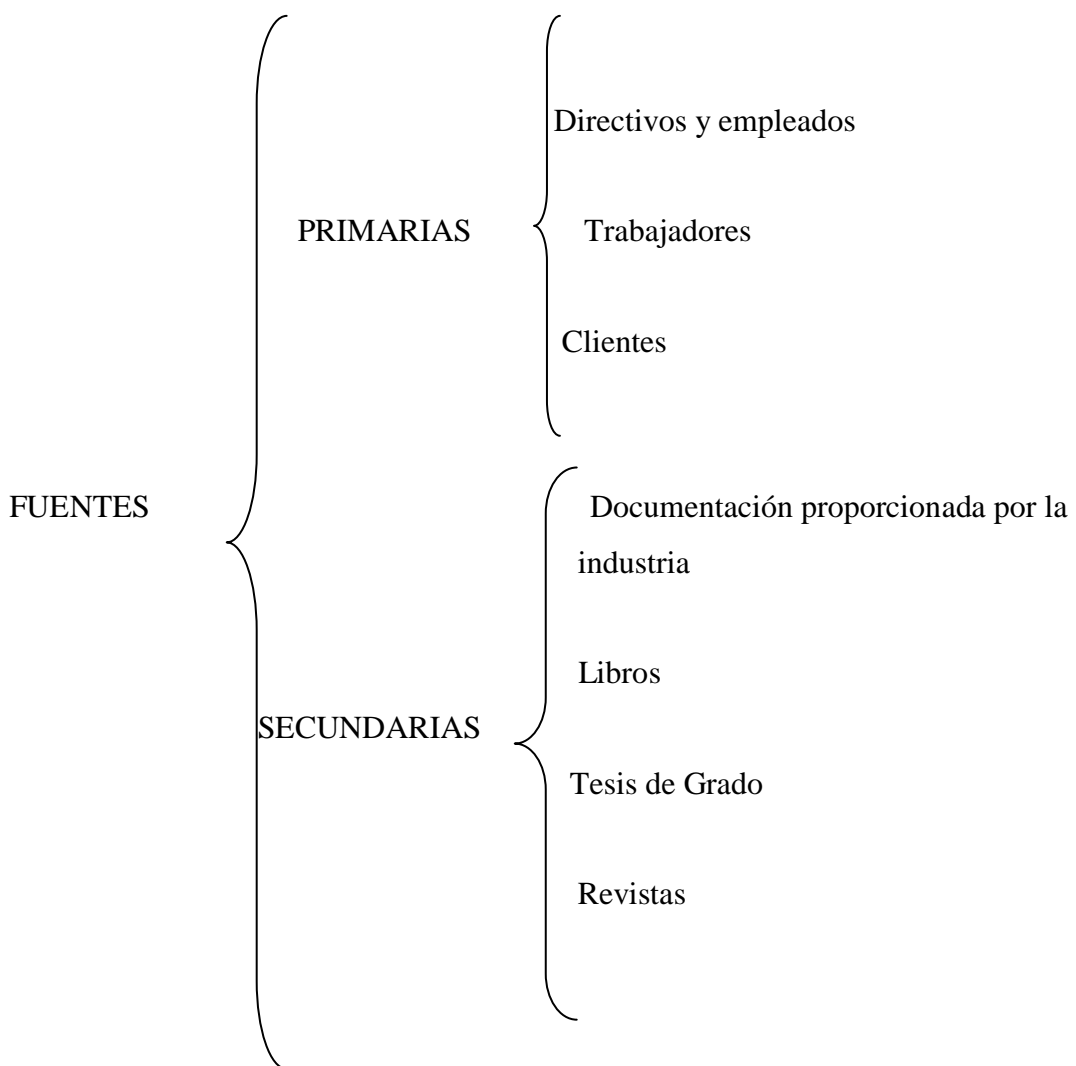 Directivos y empleados
PRIMARIAS
Trabajadores
Clientes
FUENTES
Documentación proporcionada por la
industria
Libros
SECUNDARIAS
Tesis de Grado
Revistas